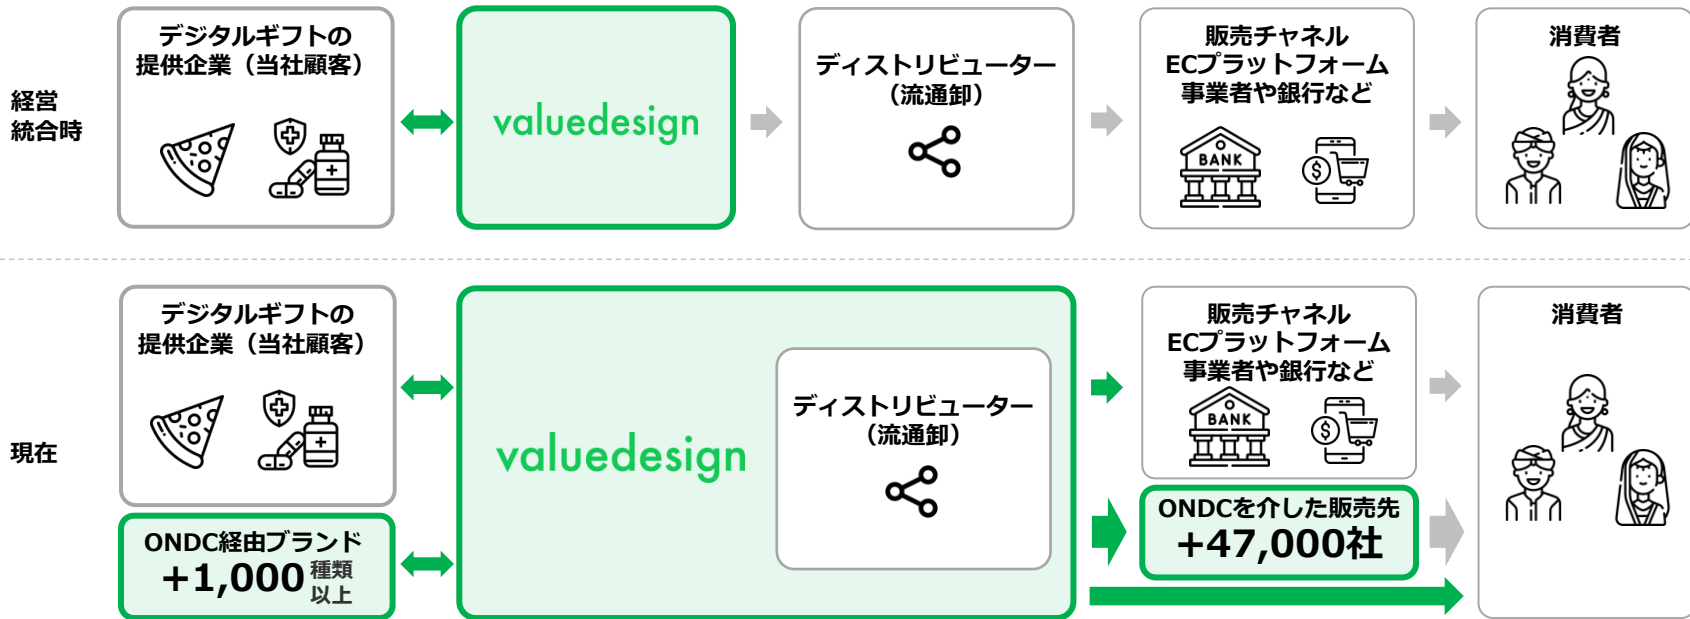 経営
統合時
デジタルギフトの
提供企業（当社顧客）
valuedesign
ディストリビューター
（流通卸）
販売チャネル
ECプラットフォーム
事業者や銀行など
BANK
$
消費者
現在
デジタルギフトの
提供企業（当社顧客）
ONDC経由ブランド
+1,000 種類
以上
valuedesign
ディストリビューター
（流通卸）
販売チャネル
ECプラットフォーム
事業者や銀行など
BANK
$
ONDCを介した販売先
+47,000社
消費者